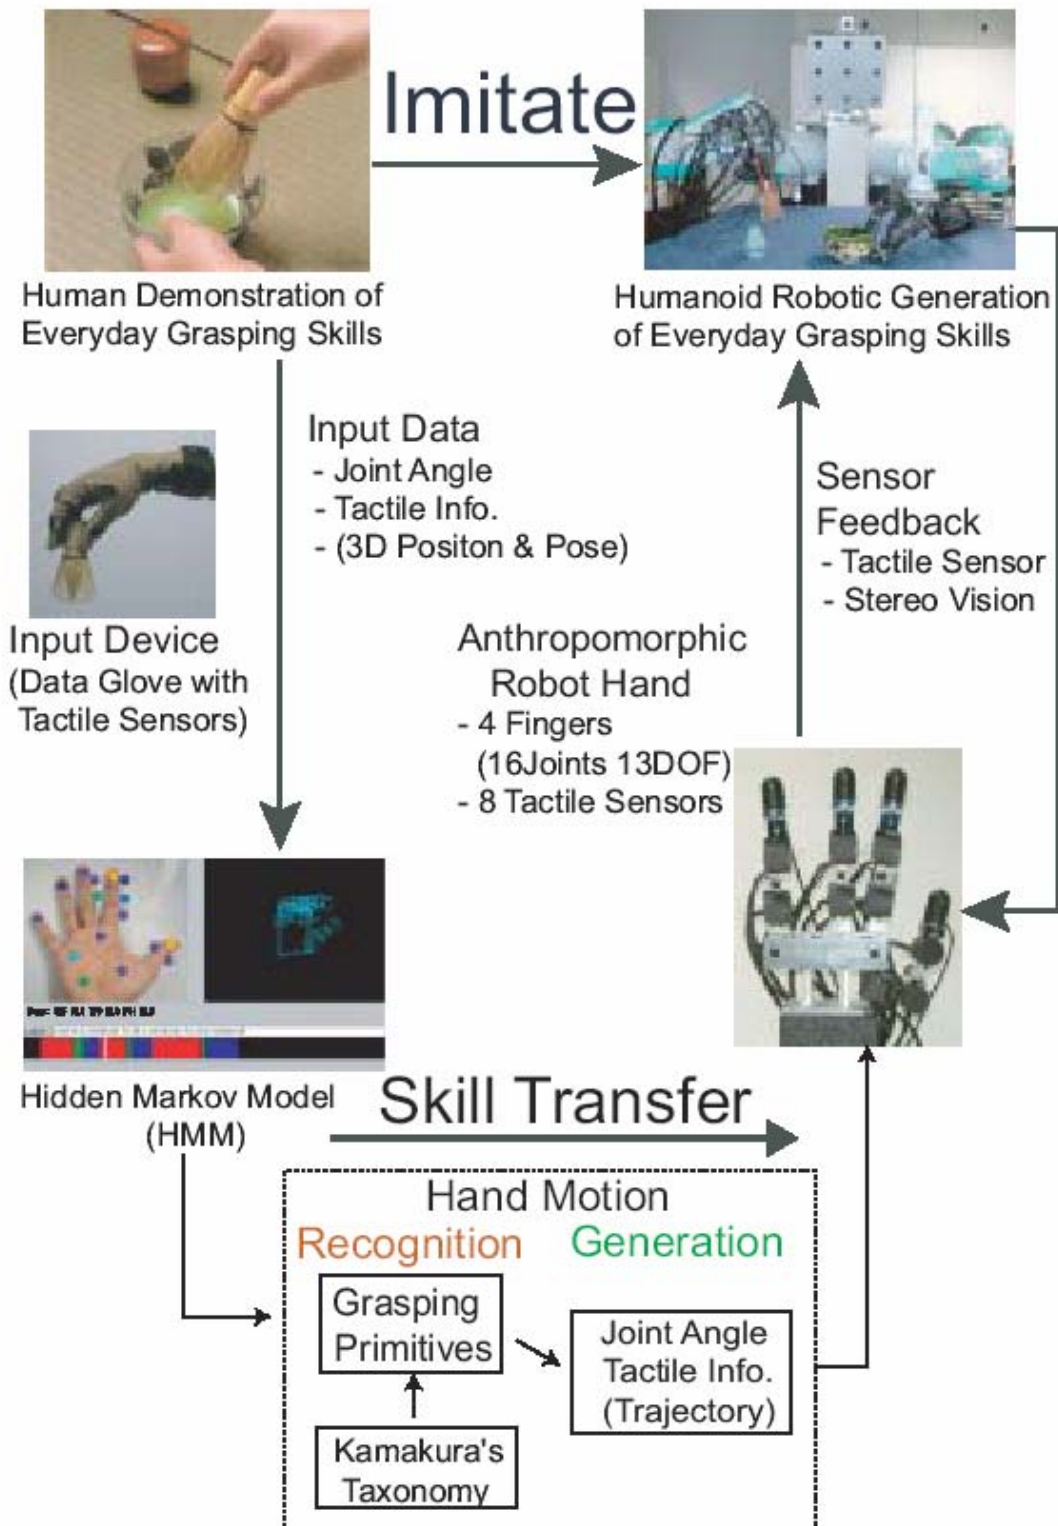 Imitate
Human Demonstration of
Everyday Grasping Skills
Humanoid Robotic Generation
of Everyday Grasping Skills
Input Data
- Joint Angle
- Tactile Info.
- (3D Positon & Pose)
Input Device
(Data Glove with
Tactile Sensors)
Sensor
Feedback
- Tactile Sensor
- Stereo Vision
Anthropomorphic
Robot Hand
- 4 Fingers
(16Joints 13DOF)
- 8 Tactile Sensors
Hidden Markov Model
(HMM)
Skill Transfer
Hand Motion
Recognition
Generation
Grasping
Primitives
Joint Angle
Tactile Info.
(Trajectory)
Kamakura's
Taxonomy